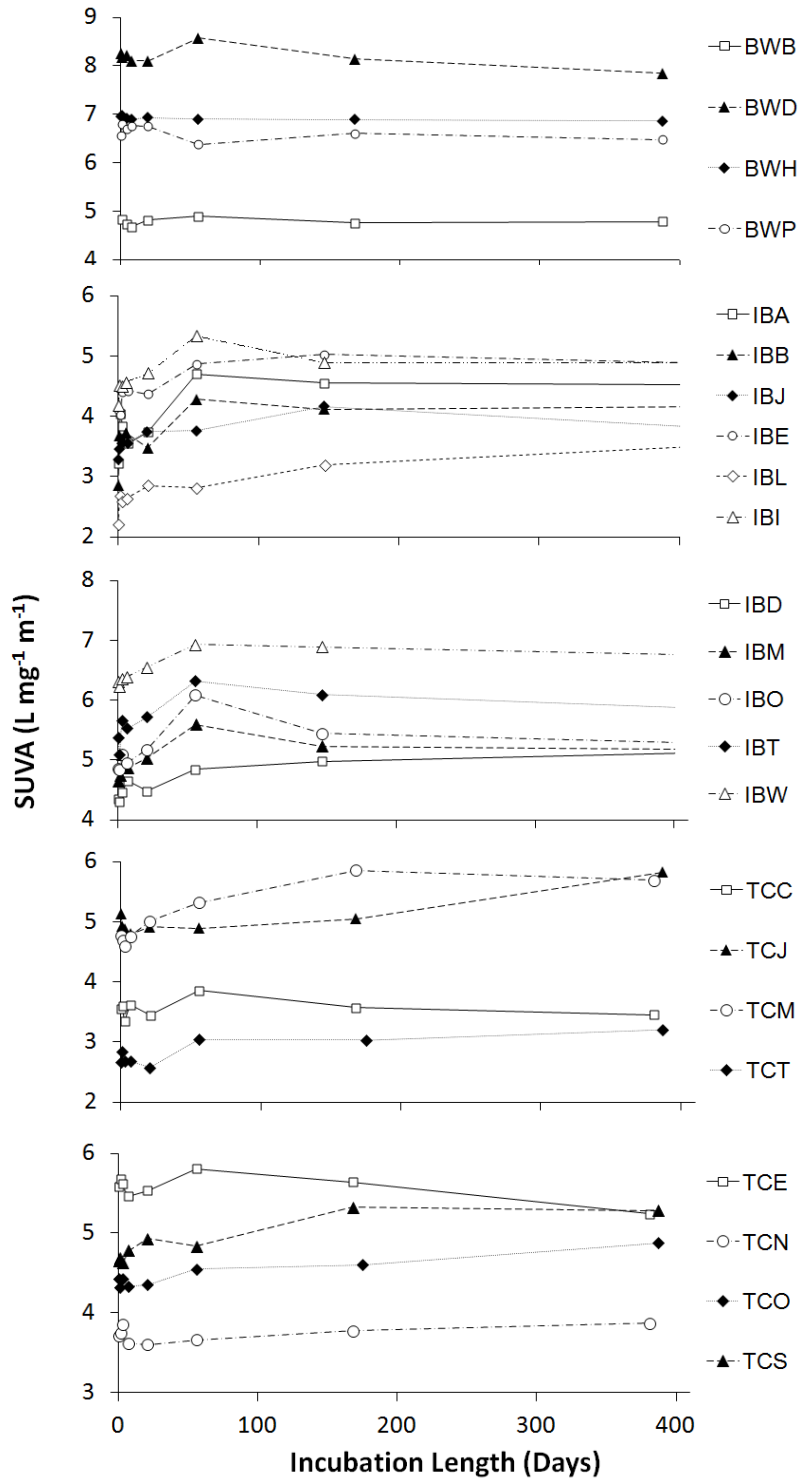 9
8
7
6
5
4
BWB
BWD
BWH
BWP
6
5
4
3
2
IBA
IBB
IBJ
IBE
IBL
IBI
8
7
6
5
4
IBD
IBM
IBO
IBT
IBW
SUVA (L mg⁻¹ m⁻¹)
6
5
4
3
2
TCC
TCJ
TCM
TCT
6
5
4
3
TCE
TCN
TCO
TCS
0 100 200 300 400
Incubation Length (Days)